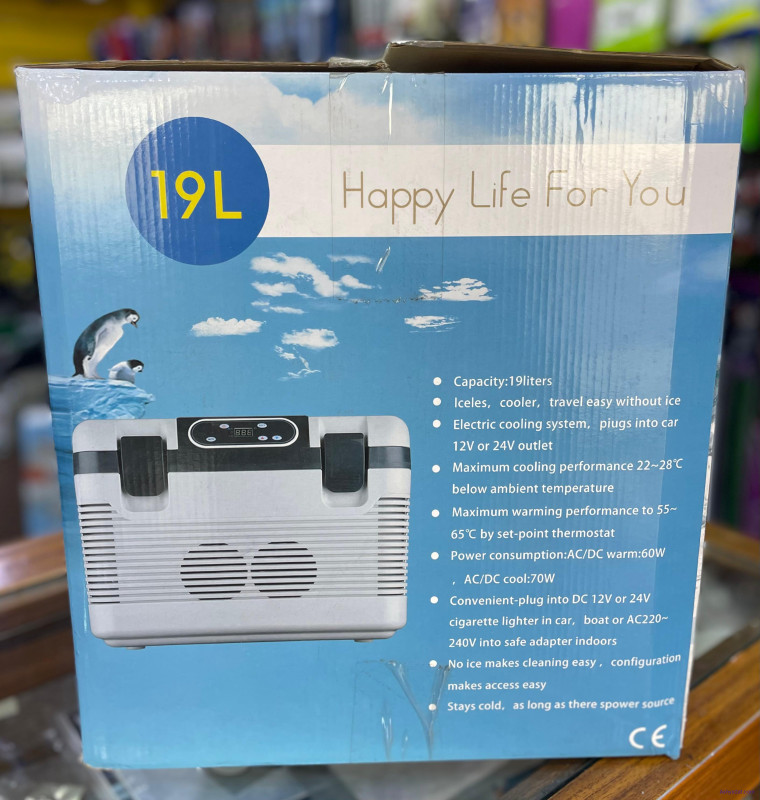 19L
Happy Life For You
Capacity:19liters
Iceles, cooler, travel easy without ice
Electric cooling system, plugs into car
12V or 24V outlet
Maximum cooling performance 22~28℃
below ambient temperature
Maximum warming performance to 55~
65℃ by set-point thermostat
Power consumption:AC/DC warm:60W
, AC/DC cool:70W
Convenient-plug into DC 12V or 24V
cigarette lighter in car, boat or AC220~
240V into safe adapter indoors
No ice makes cleaning easy, configuration
makes access easy
Stays cold, as long as there spower source
CE